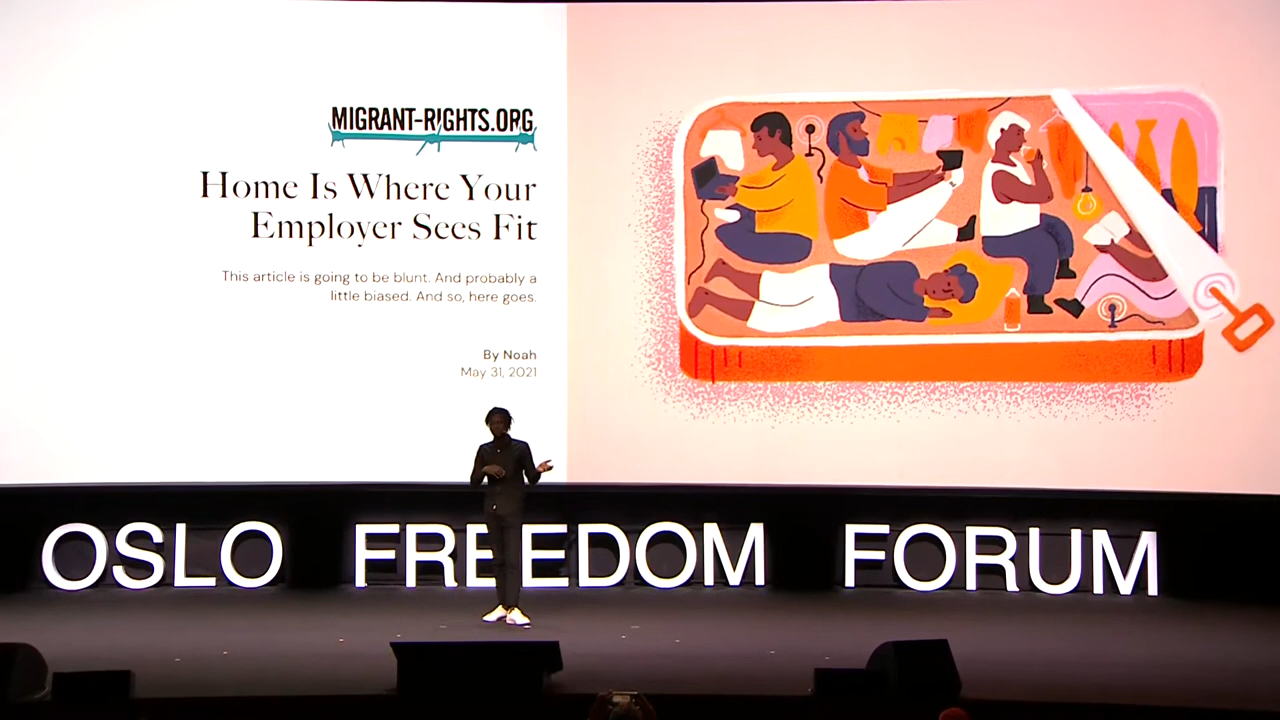 MIGRANT-RIGHTS.ORG
Home Is Where Your
Employer Sees Fit
This article is going to be blunt. And probably a
little biased. And so, here goes.
By Noah
May 31, 2021
OSLO FREEDOM FORUM